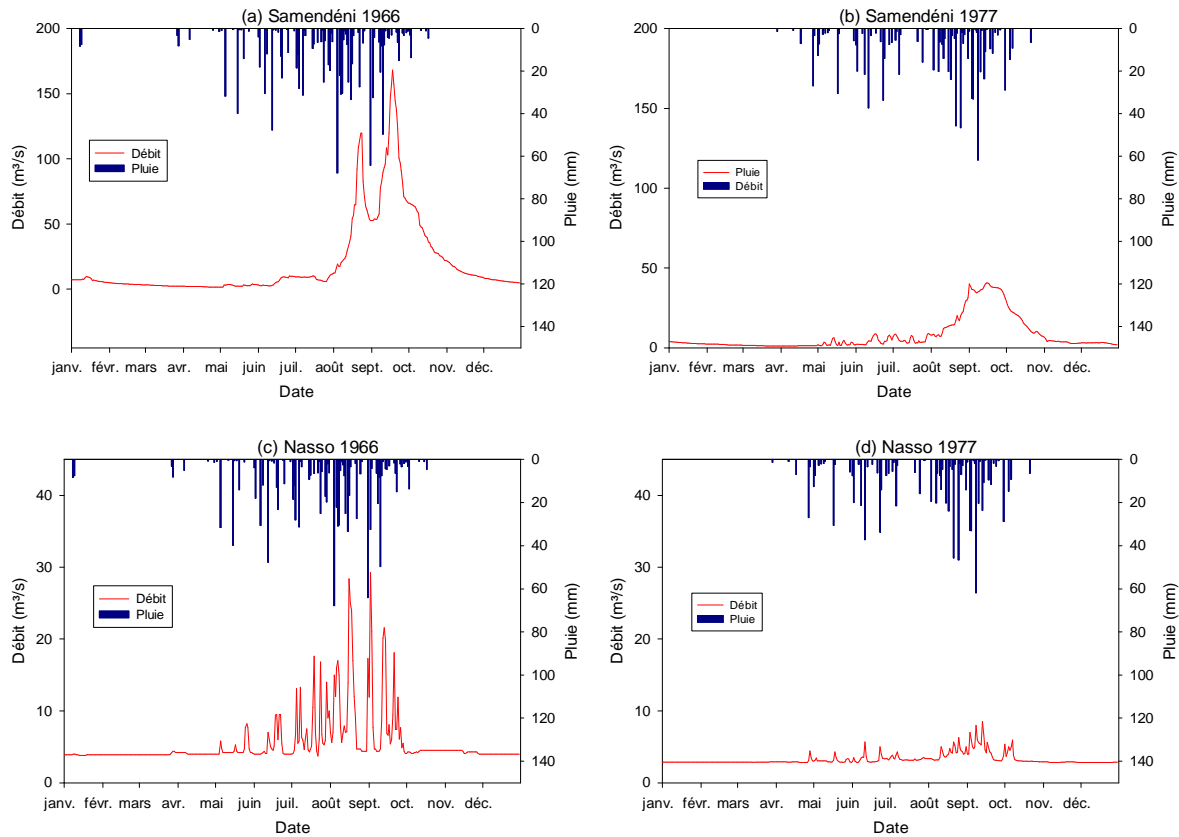 (a) Samendéni 1966
200
150
100
50
0
Débit (m³/s)
0
20
40
60
80
100
120
140
Pluie (mm)
Débit
Pluie
janv. févr. mars avr. mai juin juil. août sept. oct. nov. déc.
Date
(b) Samendéni 1977
200
150
100
50
0
Débit (m³/s)
0
20
40
60
80
100
120
140
Pluie (mm)
Pluie
Débit
janv. févr. mars avr. mai juin juil. août sept. oct. nov. déc.
Date
(c) Nasso 1966
40
30
20
10
0
Débit (m³/s)
0
20
40
60
80
100
120
140
Pluie (mm)
Débit
Pluie
janv. févr. mars avr. mai juin juil. août sept. oct. nov. déc.
Date
(d) Nasso 1977
40
30
20
10
0
Débit (m³/s)
0
20
40
60
80
100
120
140
Pluie (mm)
Débit
Pluie
janv. févr. mars avr. mai juin juil. août sept. oct. nov. déc.
Date